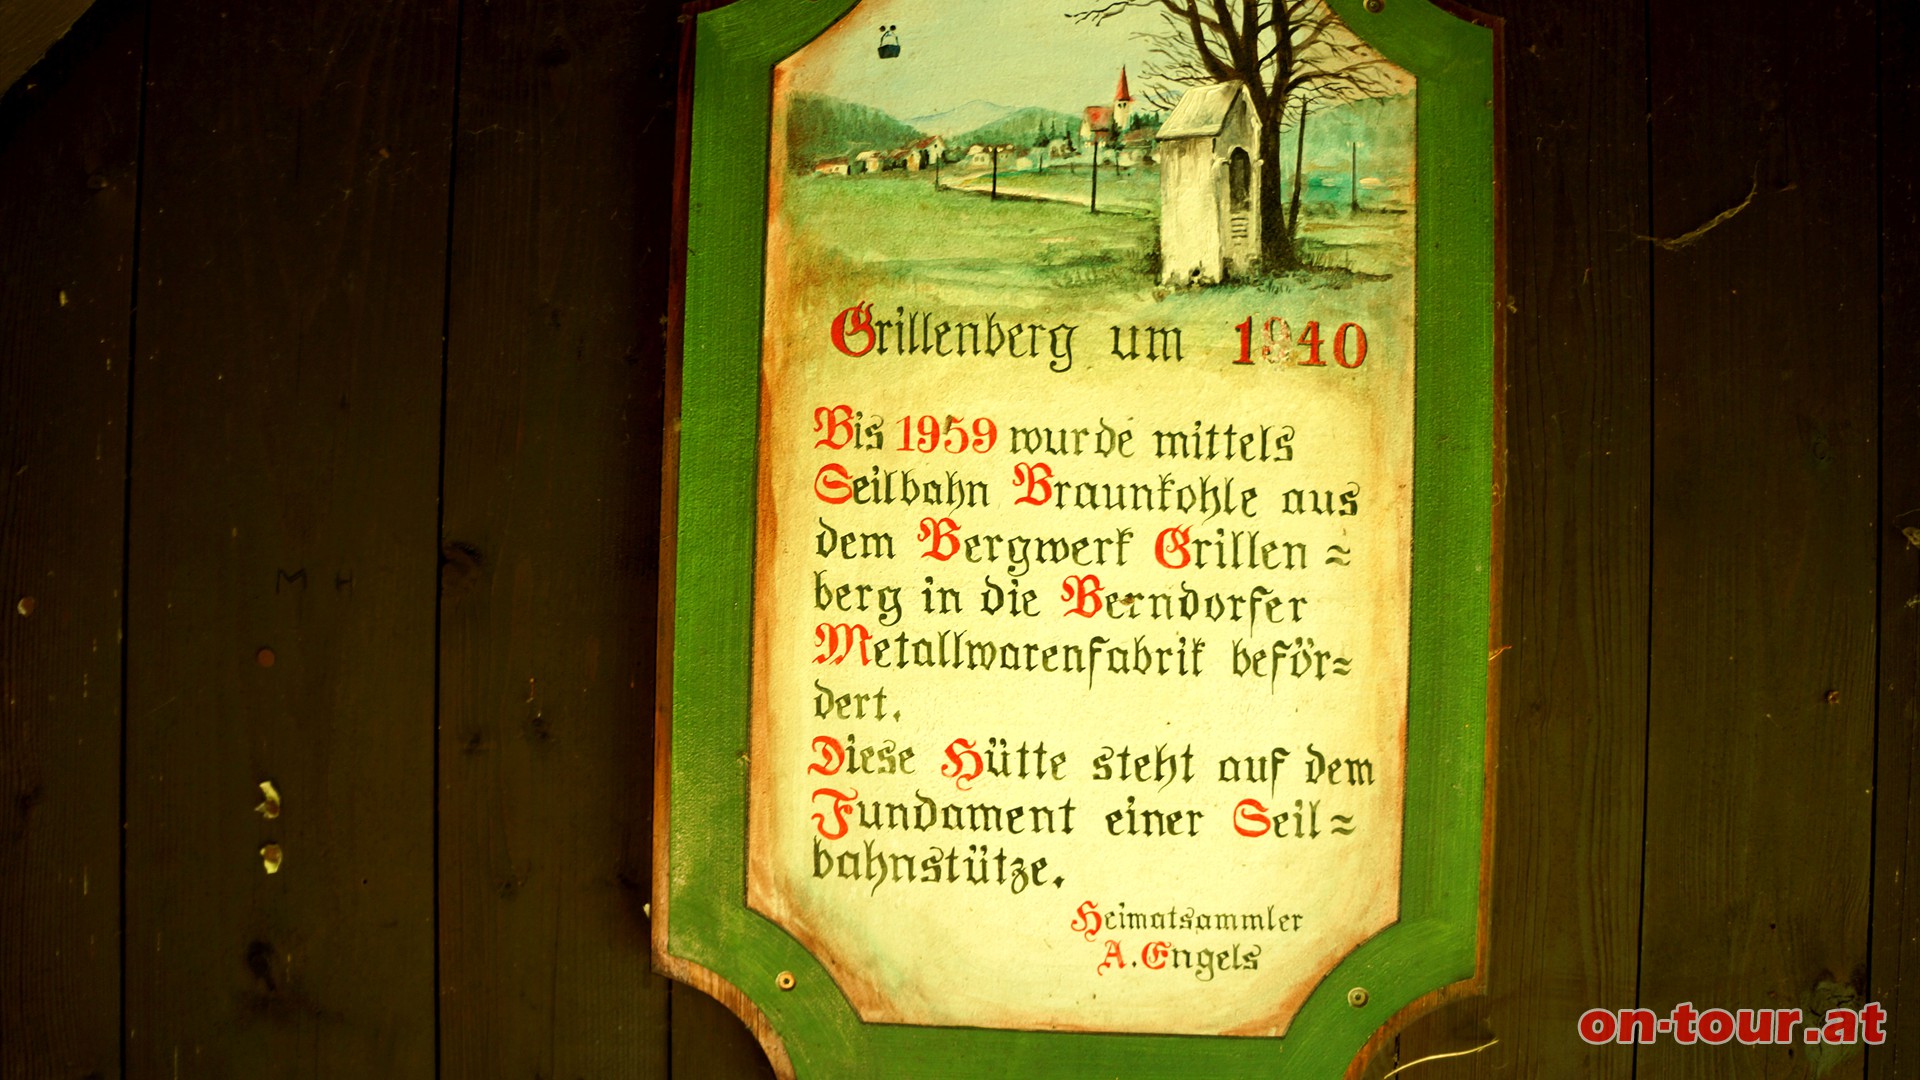 Grillenberg um 1940
Bis 1959 wurde mittels
Seilbahn Braunkohle aus
dem Bergwerk Grillen=
berg in die Berndorfer
Metallwarenfabrik beför=
dert.
Diese Hütte steht auf dem
Fundament einer Seil=
bahnstütze.
Heimatsammler
A. Engels
M H
on-tour.at